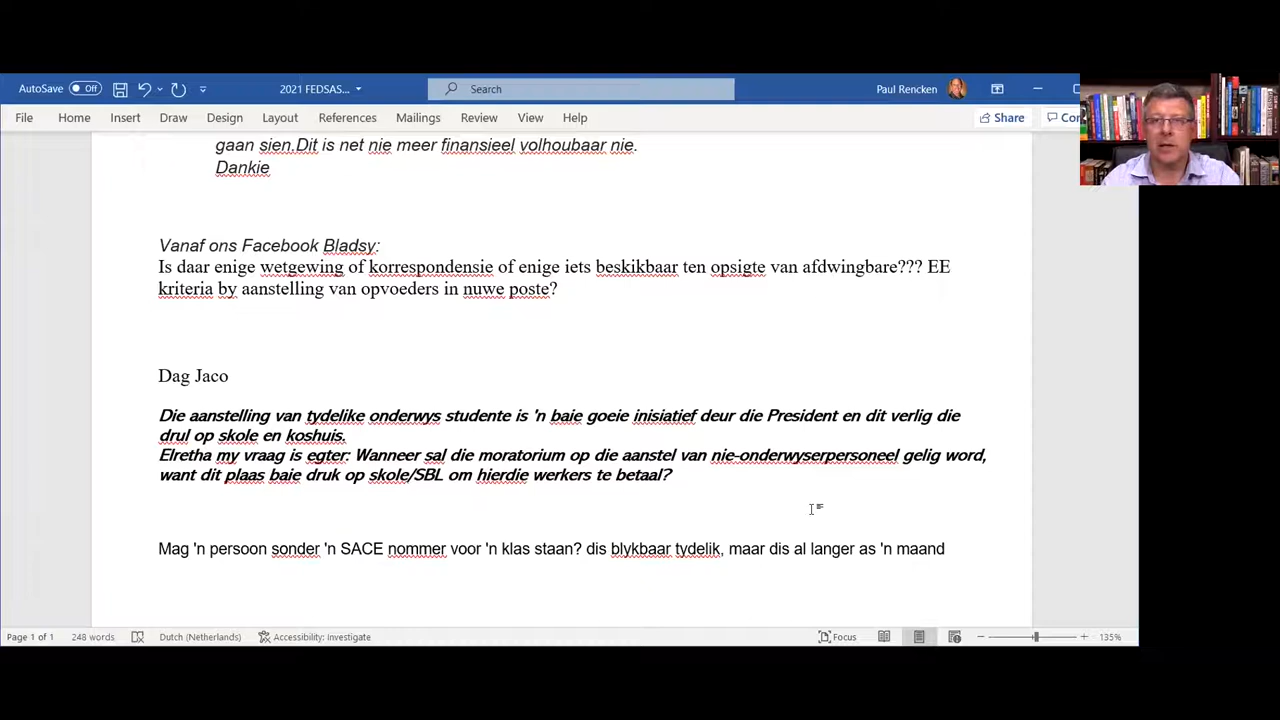 AutoSave Off 2021 FEDSAS... Search Paul Rencken
File Home Insert Draw Design Layout References Mailings Review View Help Share Con
gaan sien.Dit is net nie meer finansieel volhoubaar nie.
Dankie
Vanaf ons Facebook Bladsy:
Is daar enige wetgewing of korrespondensie of enige iets beskikbaar ten opsigte van afdwingbare??? EE
kriteria by aanstelling van opvoeders in nuwe poste?
Dag Jaco
Die aanstelling van tydelike onderwys studente is 'n baie goeie inisiatief deur die President en dit verlig die
drul op skole en koshuis.
Elretha my vraag is egter: Wanneer sal die moratorium op die aanstel van nie-onderwyserpersoneel gelig word,
want dit plaas baie druk op skole/SBL om hierdie werkers te betaal?
Mag 'n persoon sonder 'n SACE nommer voor 'n klas staan? dis blykbaar tydelik, maar dis al langer as 'n maand
Page 1 of 1 248 words Dutch (Netherlands) Accessibility: Investigate Focus 135%